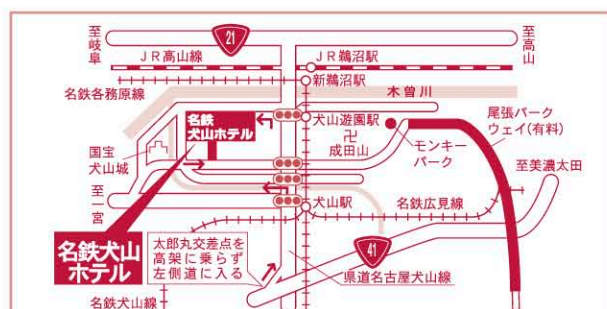 至岐阜
21
至高山
JR高山線
JR鵜沼駅
新鵜沼駅
名鉄各務原線
木曽川
名鉄
犬山ホテル
犬山遊園駅
卍
成田山
モンキー
パーク
尾張パーク
ウェイ(有料)
国宝
犬山城
至美濃太田
至一宮
犬山駅
名鉄広見線
名鉄犬山
ホテル
太郎丸交差点を
高架に乗らず
左側道に入る
41
県道名古屋犬山線
名鉄犬山線